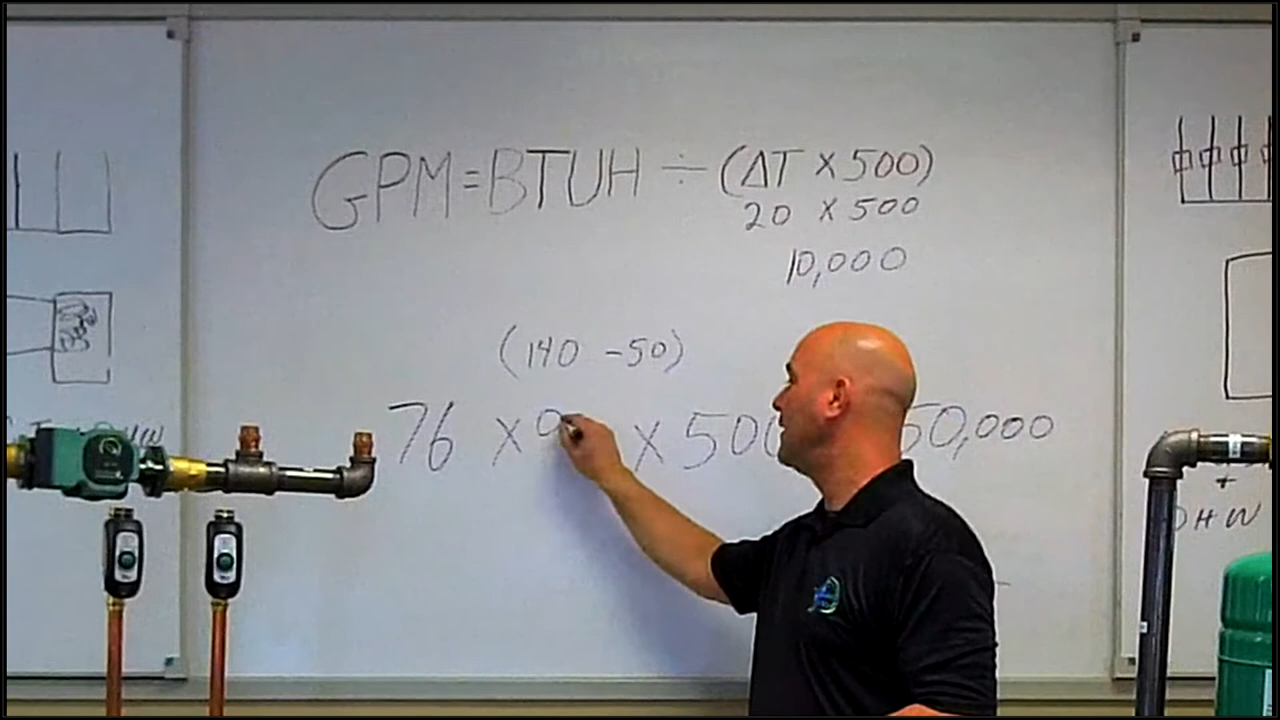 GPM=BTUH ÷ (ΔT X 500)
20 X 500
10,000
(140 - 50)
76 X 9 X 500 50,000
+
DHW